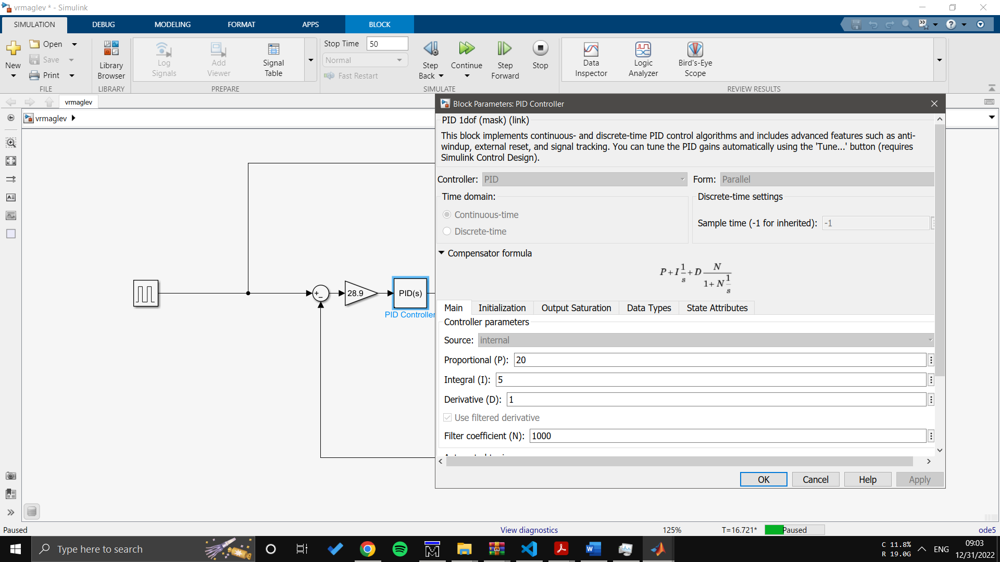 vrmaglev * - Simulink
SIMULATION DEBUG MODELING FORMAT APPS BLOCK
New
Open
Save
Print
FILE
Library Browser
LIBRARY
Log Signals
Add Viewer
Signal Table
PREPARE
Stop Time 50
Normal
Fast Restart
Step Back
Continue
Step Forward
Stop
SIMULATE
Data Inspector
Logic Analyzer
Bird's-Eye Scope
REVIEW RESULTS
vrmaglev
vrmaglev
28.9
PID(s)
PID Controller
Block Parameters: PID Controller
PID 1dof (mask) (link)
This block implements continuous- and discrete-time PID control algorithms and includes advanced features such as anti-
windup, external reset, and signal tracking. You can tune the PID gains automatically using the 'Tune...' button (requires
Simulink Control Design).
Controller: PID Form: Parallel
Time domain:
Continuous-time
Discrete-time
Discrete-time settings
Sample time (-1 for inherited): -1
Compensator formula
P + I 1/s + D N/(1 + N 1/s)
Main Initialization Output Saturation Data Types State Attributes
Controller parameters
Source: internal
Proportional (P): 20
Integral (I): 5
Derivative (D): 1
Use filtered derivative
Filter coefficient (N): 1000
OK Cancel Help Apply
Paused View diagnostics 125% T=16.721* Paused ode5
Type here to search
C 11.8%
R 19.0G
ENG
09:03
12/31/2022